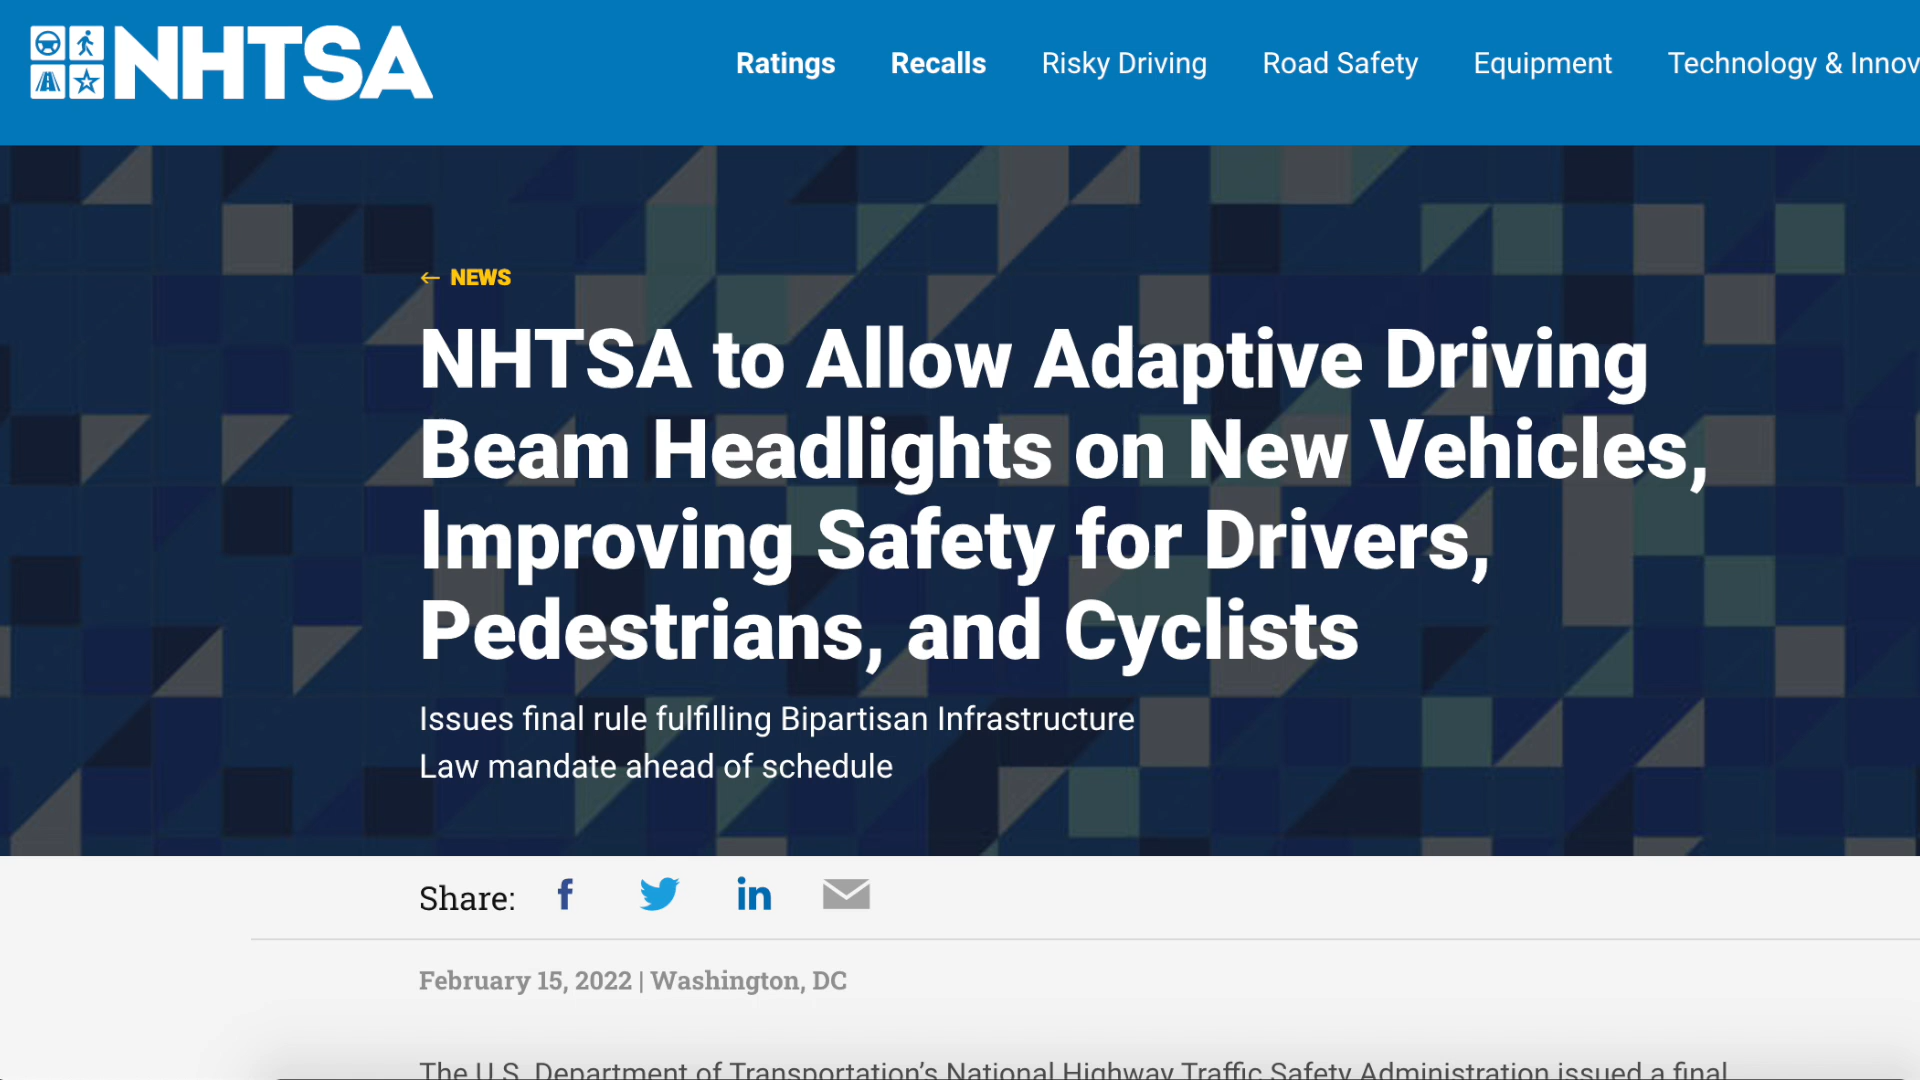 NHTSA
Ratings Recalls Risky Driving Road Safety Equipment Technology & Innov
← NEWS
NHTSA to Allow Adaptive Driving
Beam Headlights on New Vehicles,
Improving Safety for Drivers,
Pedestrians, and Cyclists
Issues final rule fulfilling Bipartisan Infrastructure
Law mandate ahead of schedule
Share: f in
February 15, 2022 | Washington, DC
The U.S. Department of Transportation's National Highway Traffic Safety Administration issued a final